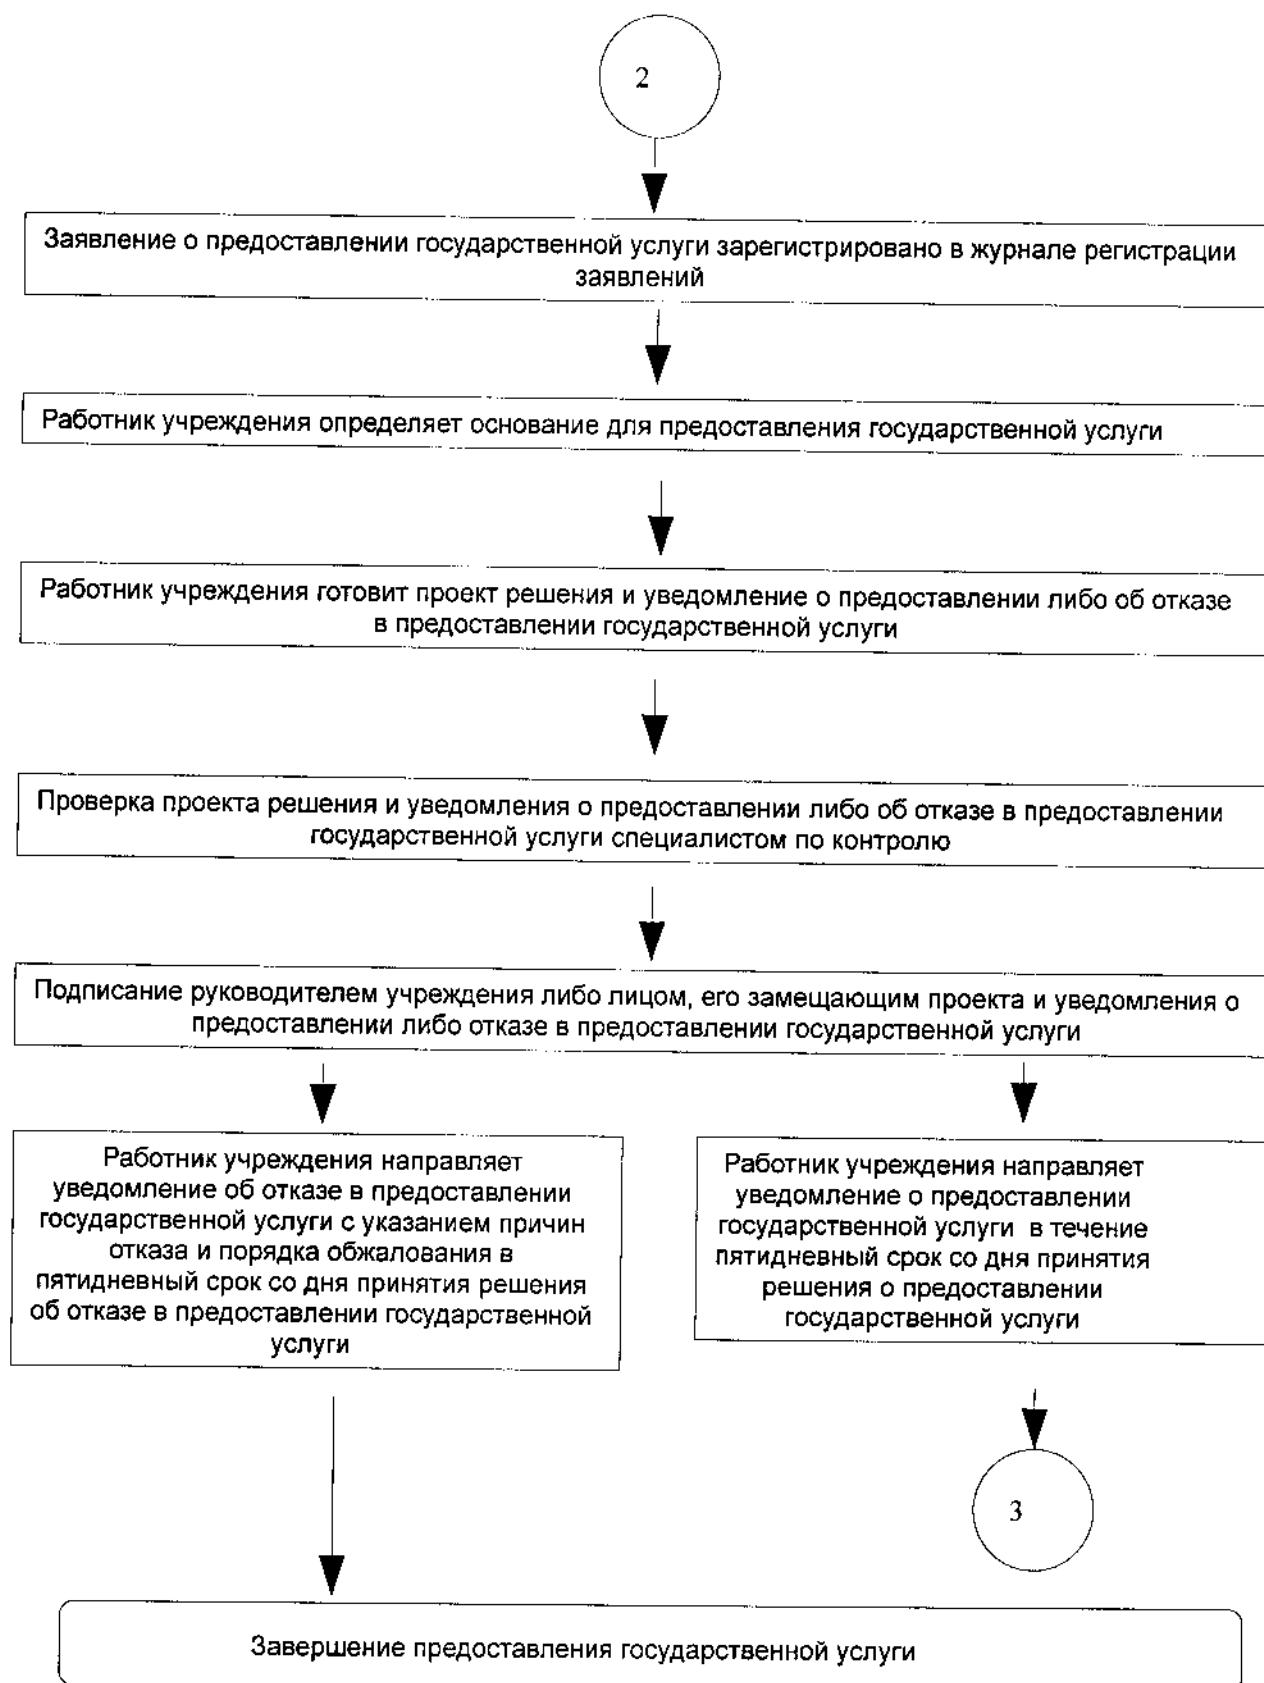 2
Заявление о предоставлении государственной услуги зарегистрировано в журнале регистрации
заявлений
Работник учреждения определяет основание для предоставления государственной услуги
Работник учреждения готовит проект решения и уведомление о предоставлении либо об отказе
в предоставлении государственной услуги
Проверка проекта решения и уведомления о предоставлении либо об отказе в предоставлении
государственной услуги специалистом по контролю
Подписание руководителем учреждения либо лицом, его замещающим проекта и уведомления о
предоставлении либо отказе в предоставлении государственной услуги
Работник учреждения направляет
уведомление об отказе в предоставлении
государственной услуги с указанием причин
отказа и порядка обжалования в
пятидневный срок со дня принятия решения
об отказе в предоставлении государственной
услуги
Работник учреждения направляет
уведомление о предоставлении
государственной услуги в течение
пятидневный срок со дня принятия
решения о предоставлении
государственной услуги
3
Завершение предоставления государственной услуги